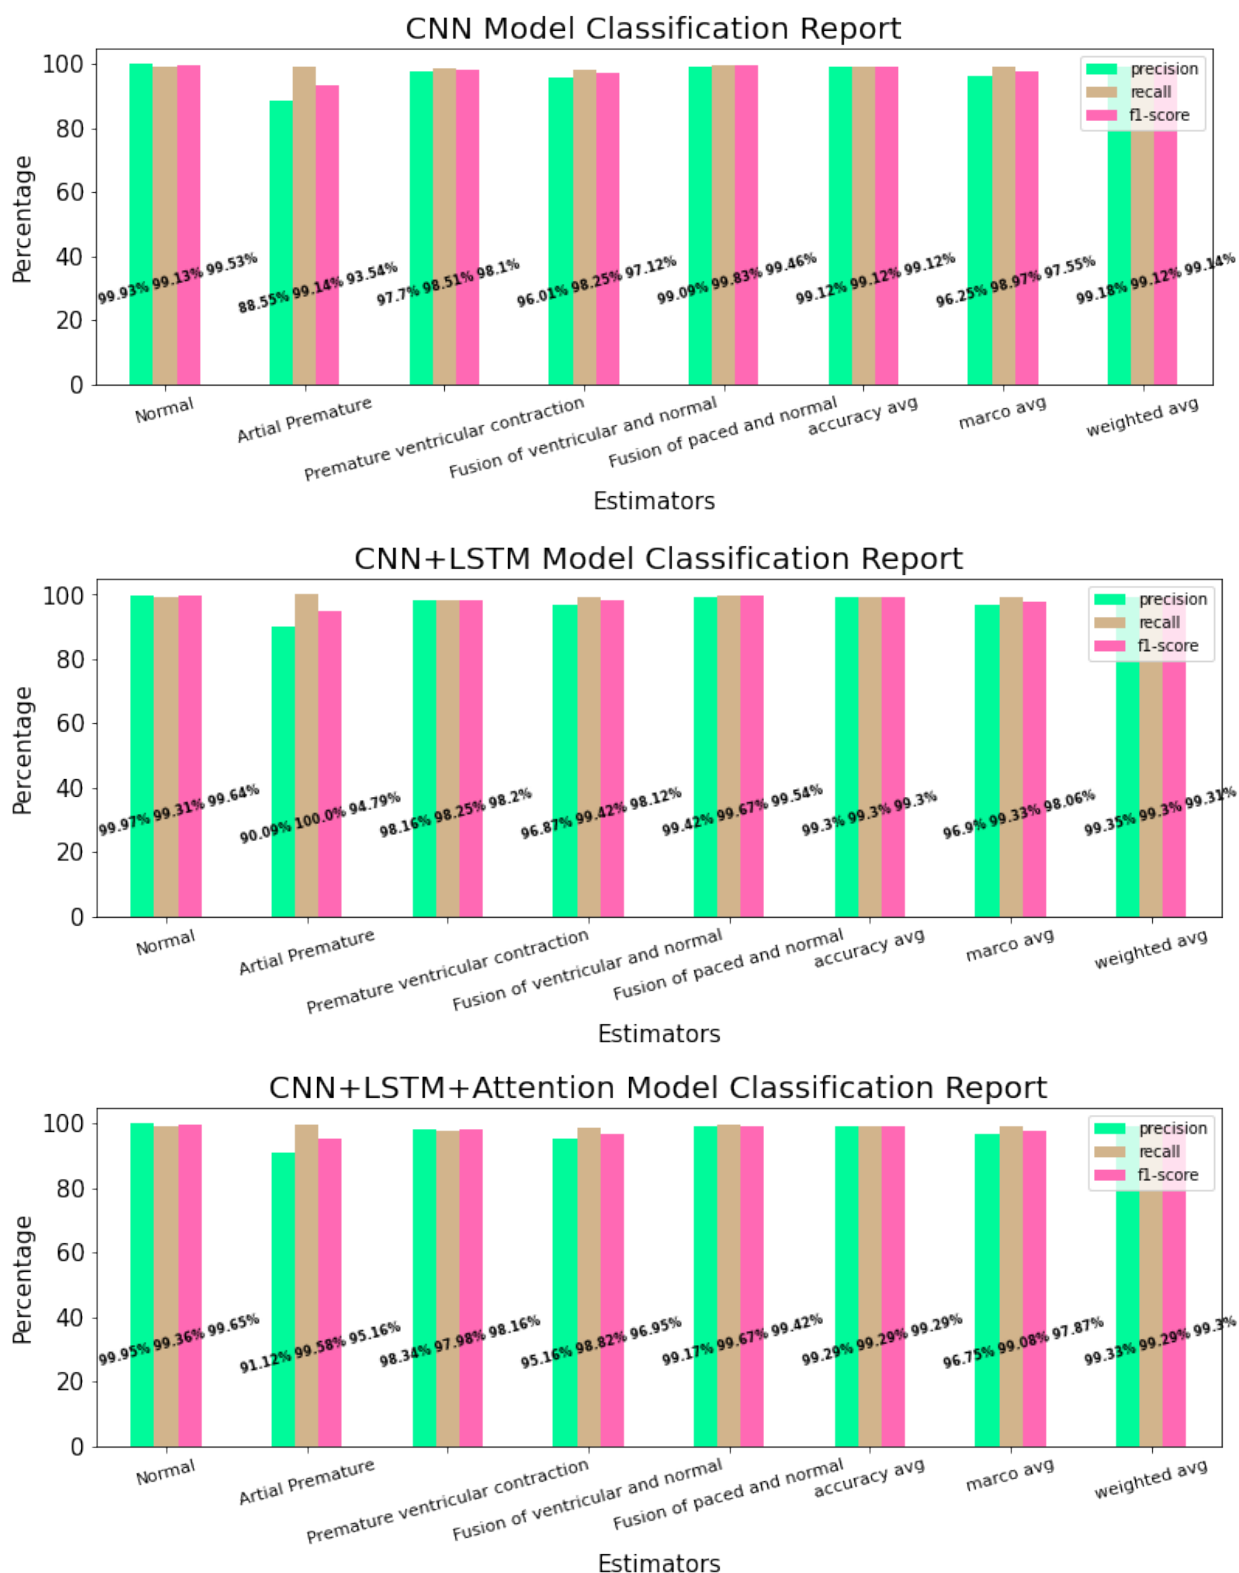 CNN Model Classification Report
Percentage
100
80
60
40
20
0
precision
recall
f1-score
99.93% 99.13% 99.53%
88.55% 99.14% 93.54%
97.7% 98.51% 98.1%
96.01% 98.25% 97.12%
99.09% 99.83% 99.46%
99.12% 99.12% 99.12%
96.25% 98.97% 97.55%
99.18% 99.12% 99.14%
Normal
Artial Premature
Premature ventricular contraction
Fusion of ventricular and normal
Fusion of paced and normal
accuracy avg
marco avg
weighted avg
Estimators
CNN+LSTM Model Classification Report
Percentage
100
80
60
40
20
0
precision
recall
f1-score
99.97% 99.31% 99.64%
90.09% 100.0% 94.79%
98.16% 98.25% 98.2%
96.87% 99.42% 98.12%
99.42% 99.67% 99.54%
99.3% 99.3% 99.3%
96.9% 99.33% 98.06%
99.35% 99.3% 99.31%
Normal
Artial Premature
Premature ventricular contraction
Fusion of ventricular and normal
Fusion of paced and normal
accuracy avg
marco avg
weighted avg
Estimators
CNN+LSTM+Attention Model Classification Report
Percentage
100
80
60
40
20
0
precision
recall
f1-score
99.95% 99.36% 99.65%
91.12% 99.58% 95.16%
98.34% 97.98% 98.16%
95.16% 98.82% 96.95%
99.17% 99.67% 99.42%
99.29% 99.29% 99.29%
96.75% 99.08% 97.87%
99.33% 99.29% 99.3%
Normal
Artial Premature
Premature ventricular contraction
Fusion of ventricular and normal
Fusion of paced and normal
accuracy avg
marco avg
weighted avg
Estimators